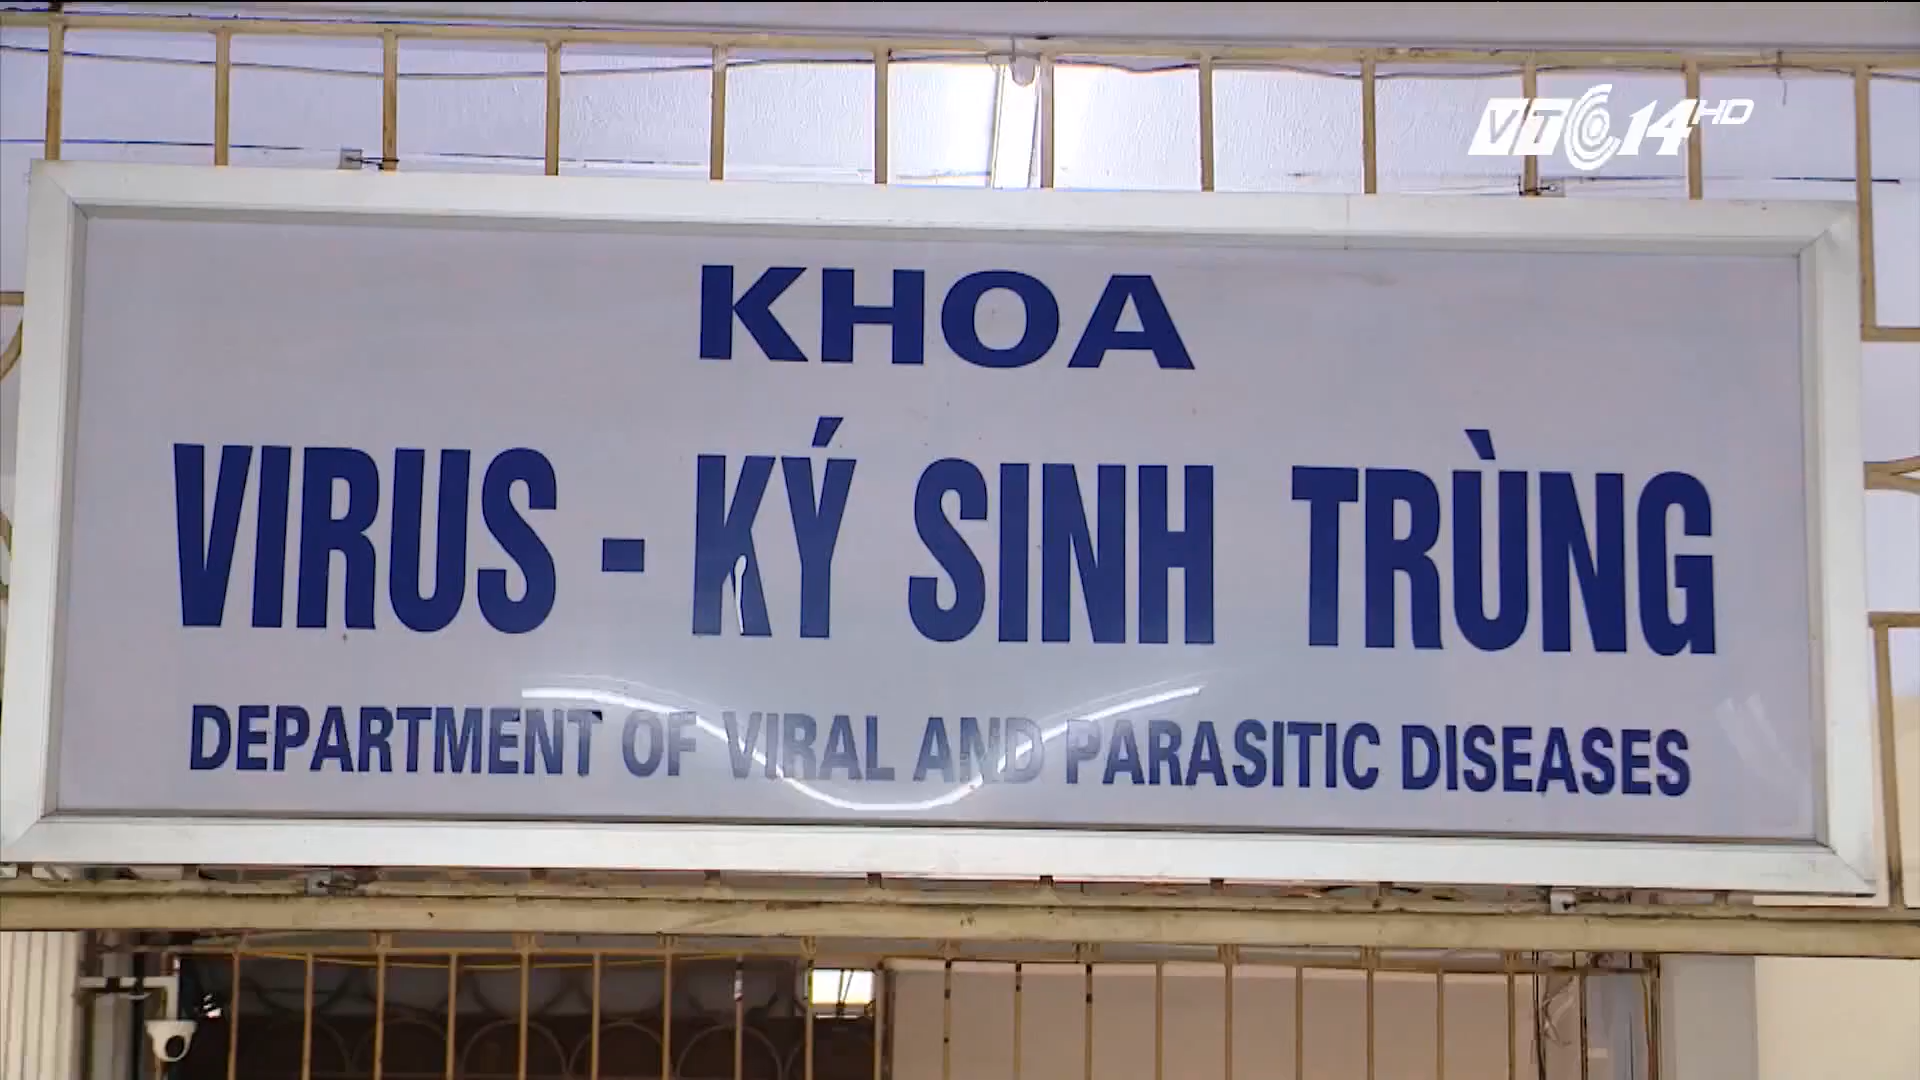 VTC14 HD
KHOA
VIRUS - KÝ SINH TRÙNG
DEPARTMENT OF VIRAL AND PARASITIC DISEASES